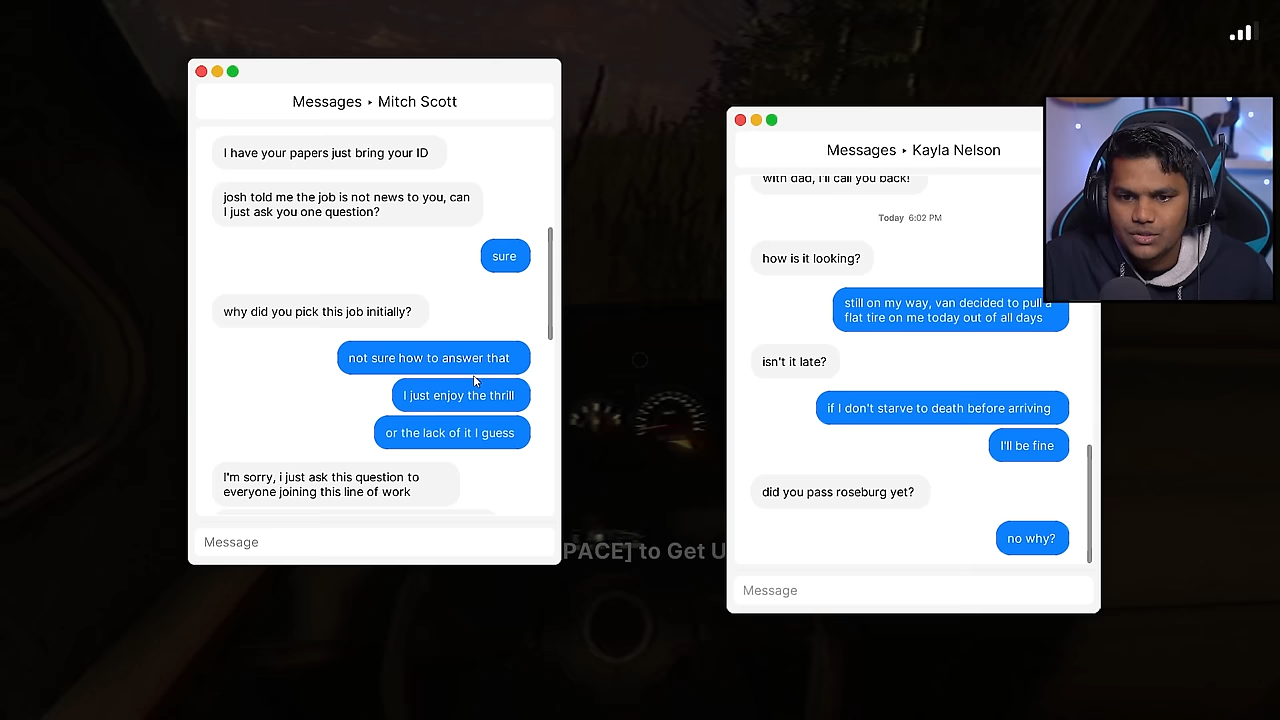 Messages ‣ Mitch Scott
I have your papers just bring your ID
josh told me the job is not news to you, can
I just ask you one question?
sure
why did you pick this job initially?
not sure how to answer that
I just enjoy the thrill
or the lack of it I guess
I'm sorry, i just ask this question to
everyone joining this line of work
Message
PACE] to Get U
Messages ‣ Kayla Nelson
with dad, I'll call you back!
Today 6:02 PM
how is it looking?
still on my way, van decided to pull a
flat tire on me today out of all days
isn't it late?
if I don't starve to death before arriving
I'll be fine
did you pass roseburg yet?
no why?
Message